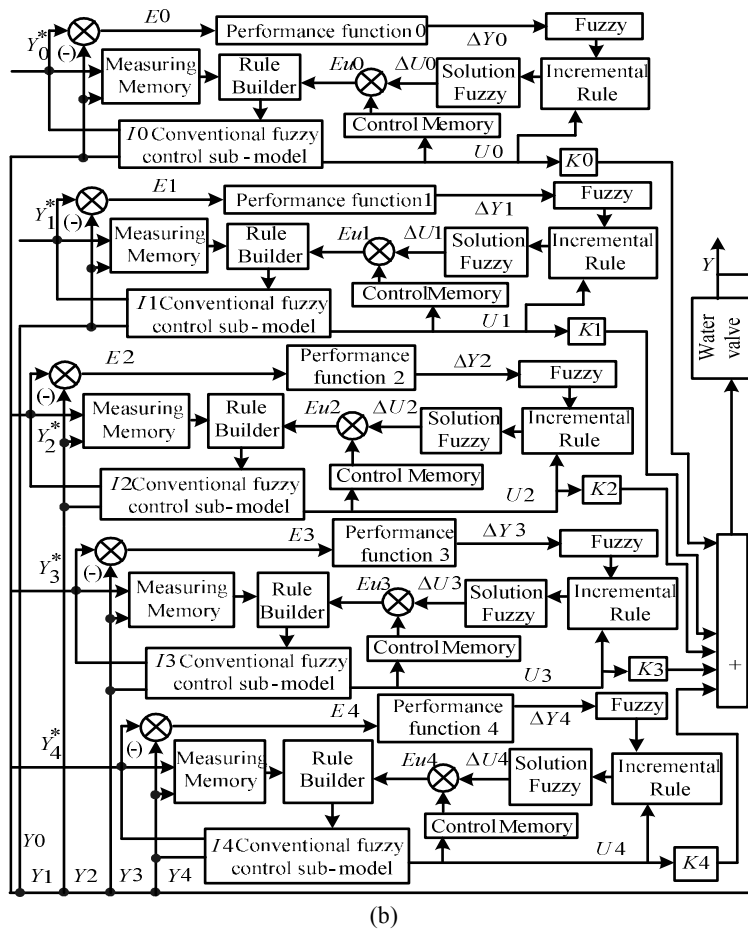 E0
Performance function 0
ΔY0
Fuzzy
Y0*
(-)
Measuring Memory
Rule Builder
Eu0
ΔU0
Solution Fuzzy
Incremental Rule
Control Memory
I0 Conventional fuzzy control sub-model
U0
K0
E1
Performance function1
ΔY1
Fuzzy
Y1*
(-)
Measuring Memory
Rule Builder
Eu1
ΔU1
Solution Fuzzy
Incremental Rule
Control Memory
I1 Conventional fuzzy control sub-model
U1
K1
Y
Water valve
E2
Performance function 2
ΔY2
Fuzzy
(-)
Y2*
Measuring Memory
Rule Builder
Eu2
ΔU2
Solution Fuzzy
Incremental Rule
Control Memory
I2 Conventional fuzzy control sub-model
U2
K2
E3
Performance function 3
ΔY3
Fuzzy
Y3*
(-)
Measuring Memory
Rule Builder
Eu3
ΔU3
Solution Fuzzy
Incremental Rule
Control Memory
I3 Conventional fuzzy control sub-model
U3
K3
+
E4
Performance function 4
ΔY4
Fuzzy
Y4*
(-)
Measuring Memory
Rule Builder
Eu4
ΔU4
Solution Fuzzy
Incremental Rule
Control Memory
I4 Conventional fuzzy control sub-model
U4
K4
Y0
Y1
Y2
Y3
Y4
(b)